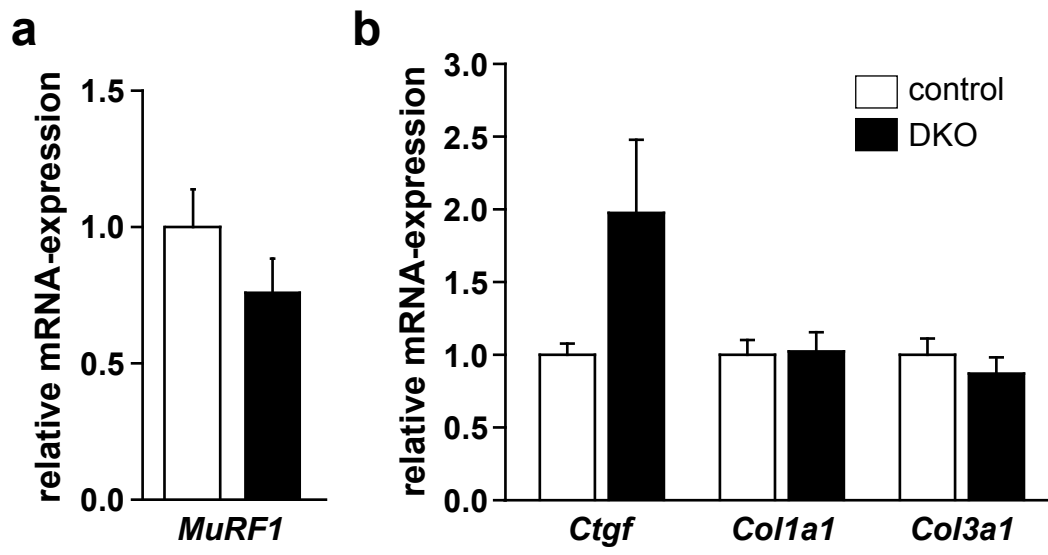 a
relative mRNA-expression
1.5
1.0
0.5
0.0
MuRF1
b
relative mRNA-expression
3.0
2.5
2.0
1.5
1.0
0.5
0.0
control
DKO
Ctgf Col1a1 Col3a1